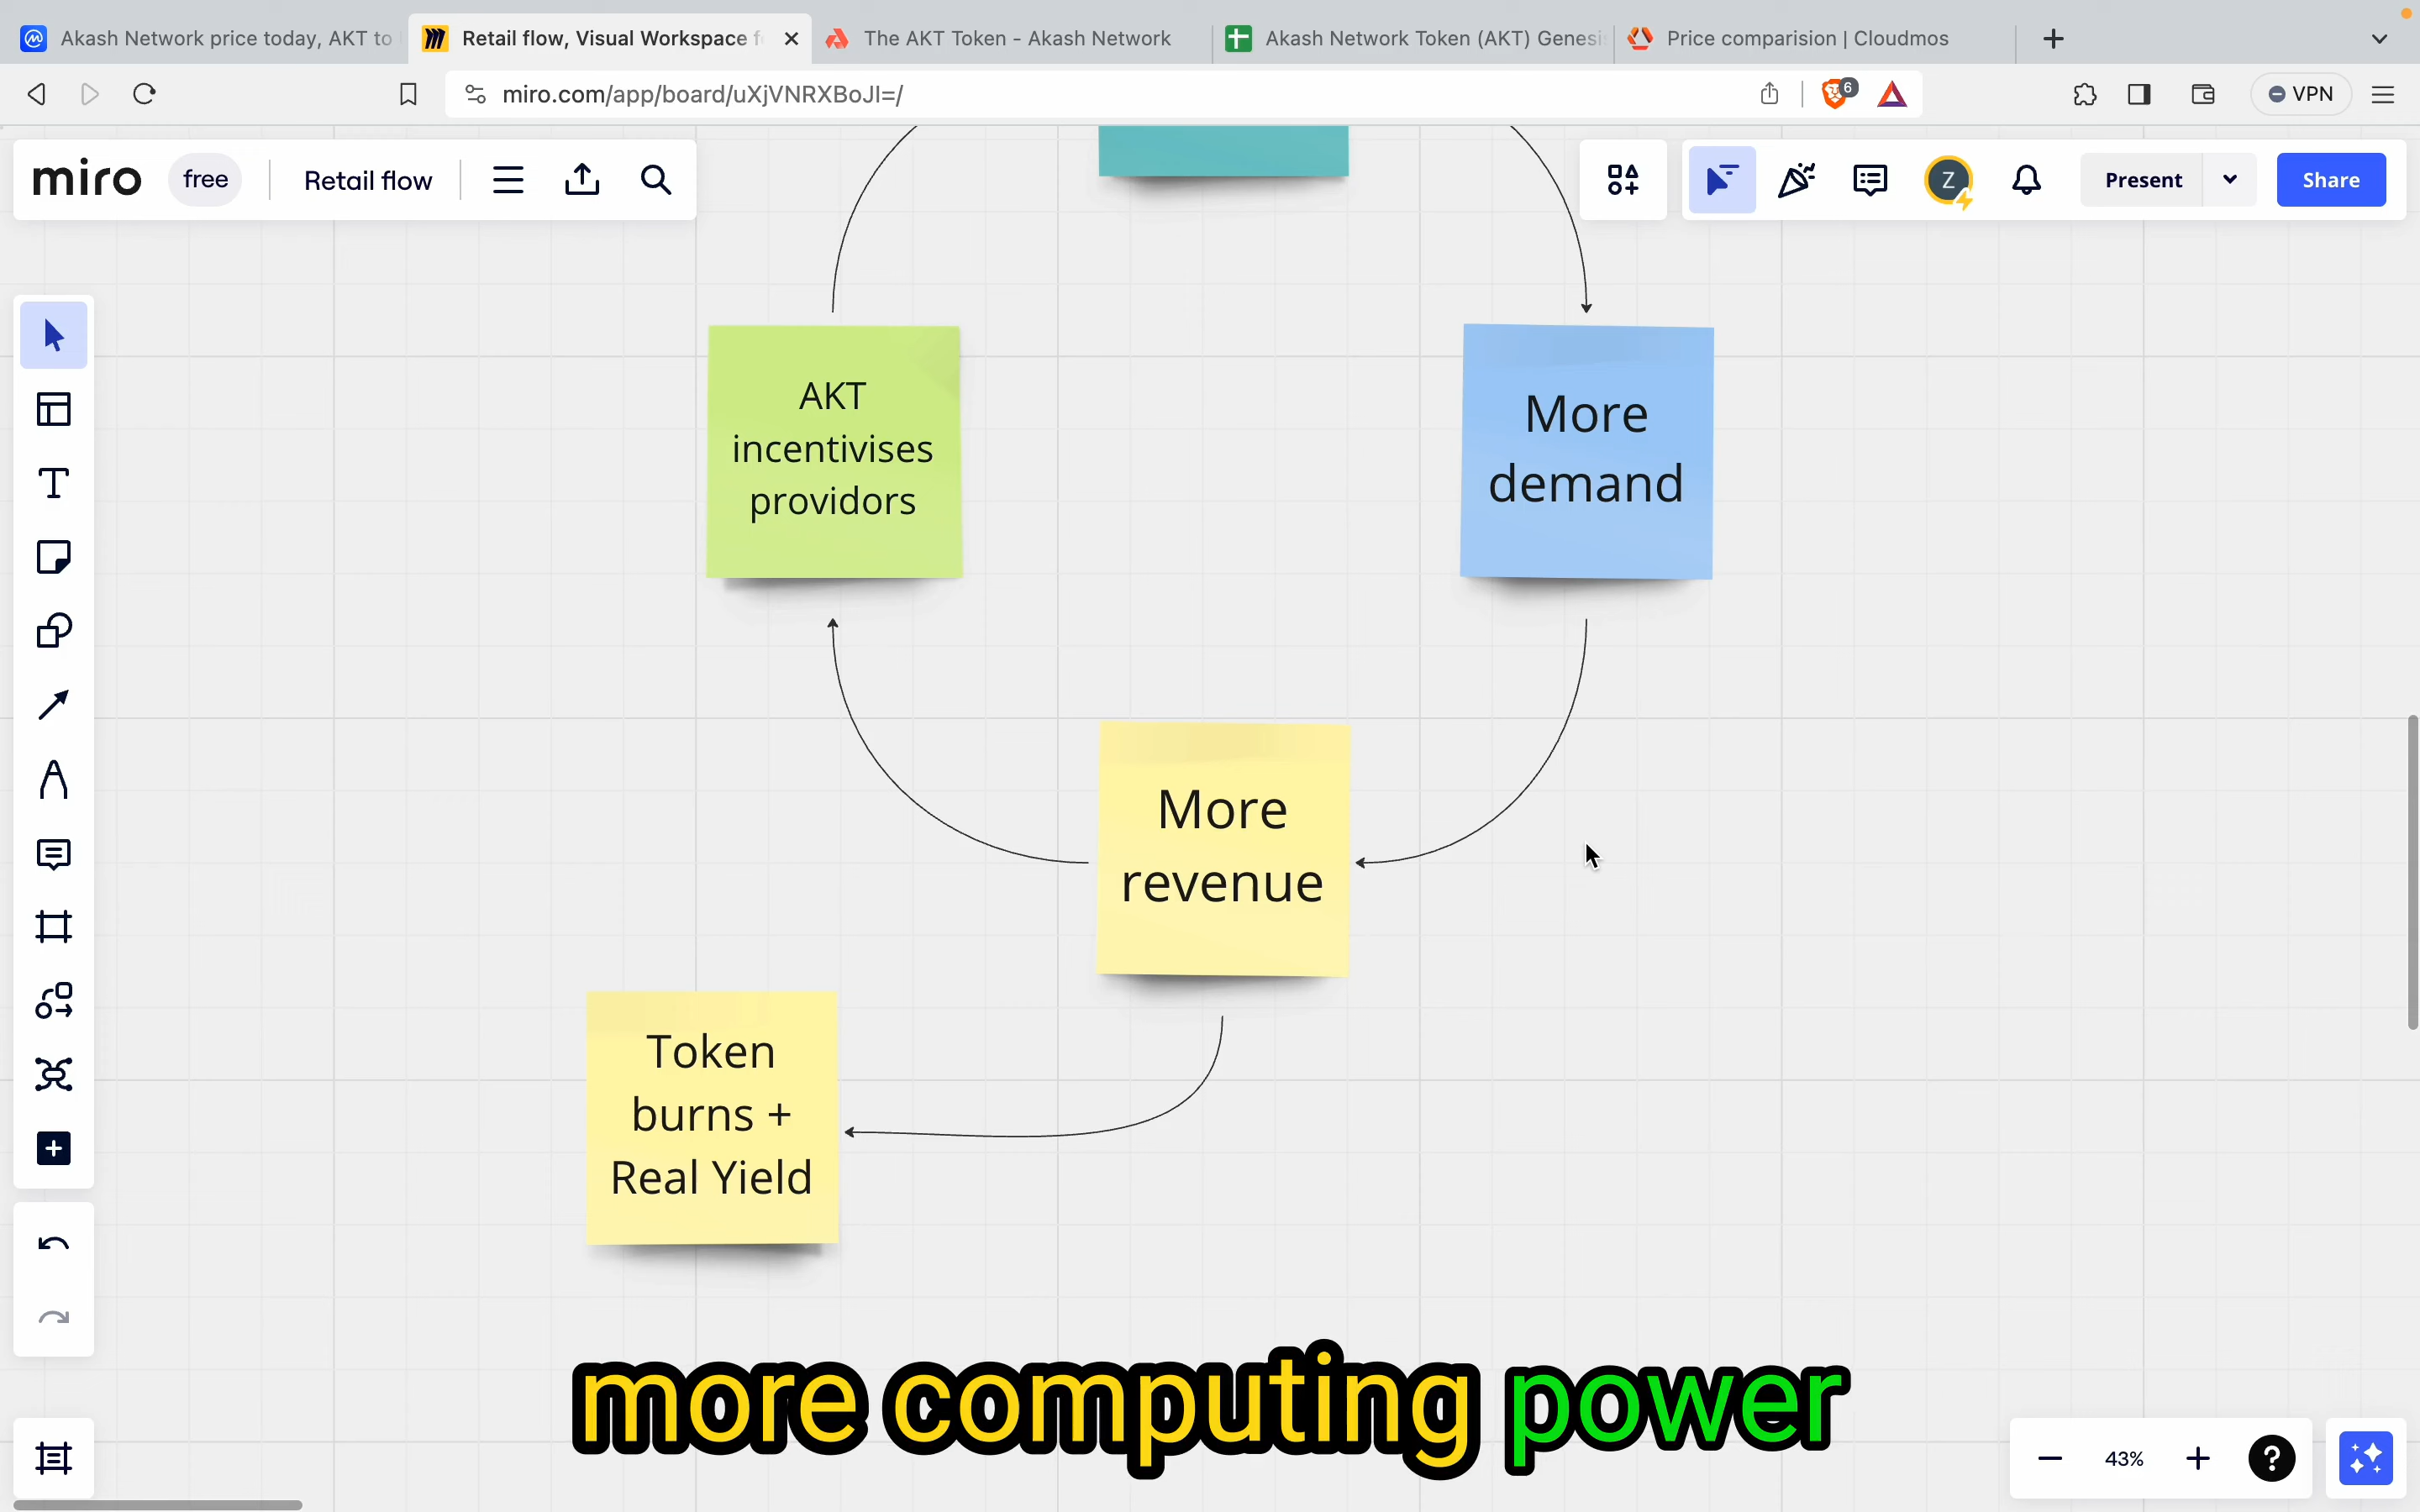 Akash Network price today, AKT to
Retail flow, Visual Workspace f
The AKT Token - Akash Network
Akash Network Token (AKT) Genesi
Price comparision | Cloudmos
miro.com/app/board/uXjVNRXBoJI=/
6
VPN
miro
free
Retail flow
Z
Present
Share
AKT
incentivises
providors
More
demand
More
revenue
Token
burns +
Real Yield
more computing power
43%